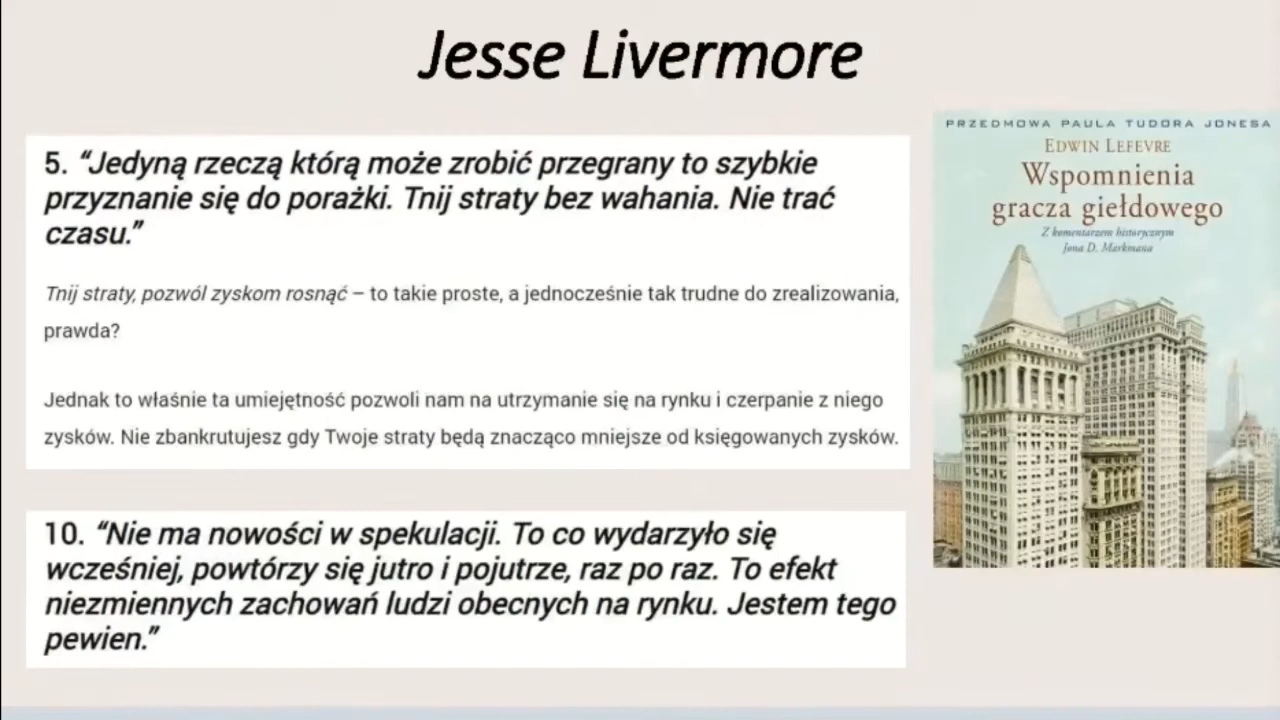 Jesse Livermore
5. “Jedyną rzeczą którą może zrobić przegrany to szybkie
przyznanie się do porażki. Tnij straty bez wahania. Nie trać
czasu.”
Tnij straty, pozwól zyskom rosnąć – to takie proste, a jednocześnie tak trudne do zrealizowania,
prawda?
Jednak to właśnie ta umiejętność pozwoli nam na utrzymanie się na rynku i czerpanie z niego
zysków. Nie zbankrutujesz gdy Twoje straty będą znacząco mniejsze od księgowanych zysków.
10. “Nie ma nowości w spekulacji. To co wydarzyło się
wcześniej, powtórzy się jutro i pojutrze, raz po raz. To efekt
niezmiennych zachowań ludzi obecnych na rynku. Jestem tego
pewien.”
PRZEDMOWA PAULA TUDORA JONESA
EDWIN LEFEVRE
Wspomnienia
gracza giełdowego
Z komentarzem historycznym
Jona D. Markmana